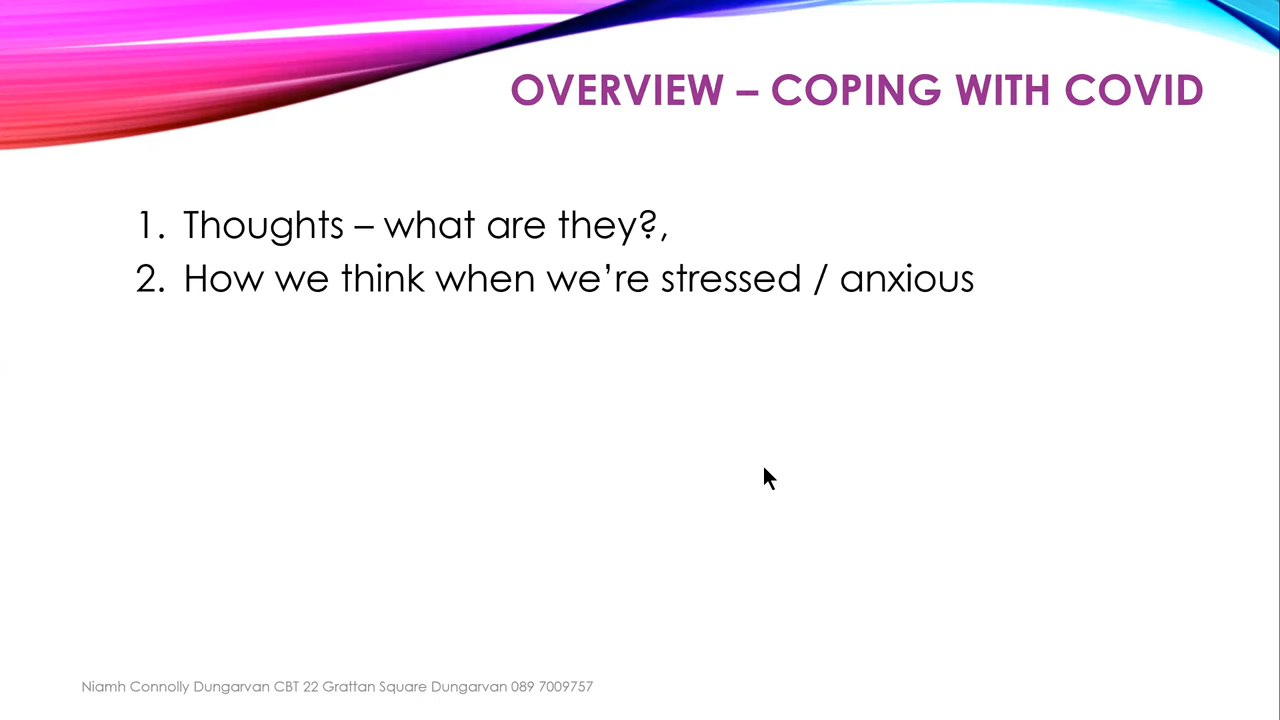 OVERVIEW – COPING WITH COVID
1. Thoughts – what are they?,
2. How we think when we’re stressed / anxious
Niamh Connolly Dungarvan CBT 22 Grattan Square Dungarvan 089 7009757